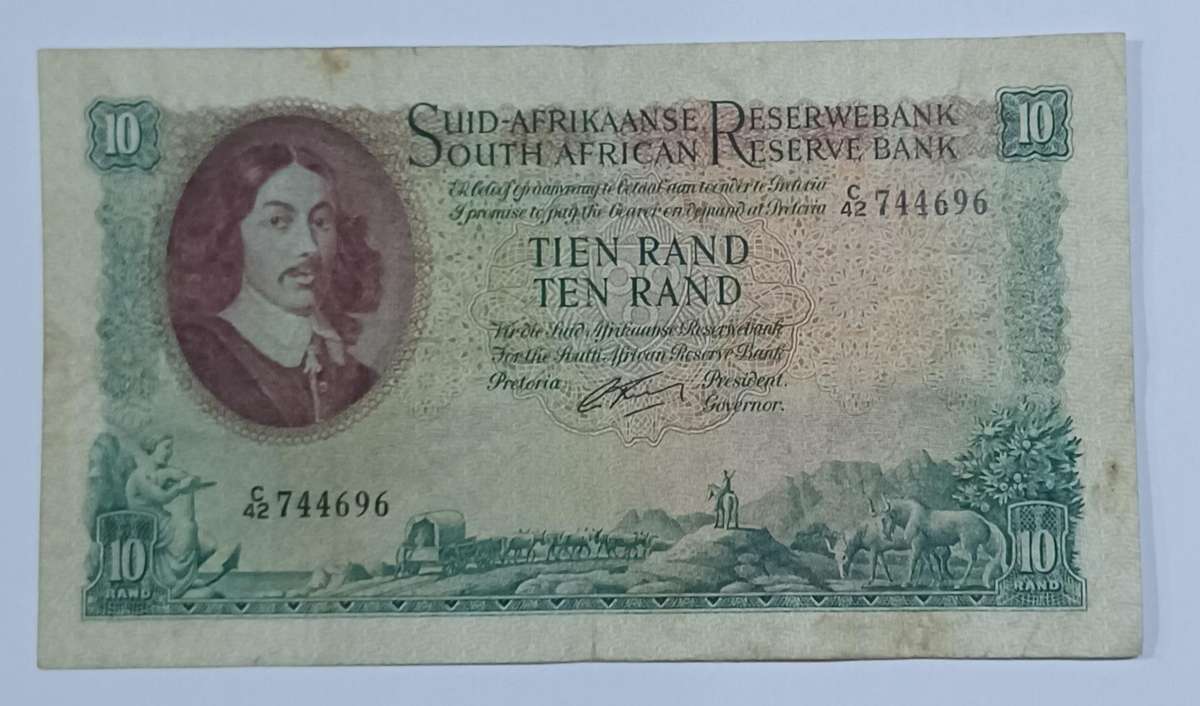 10
SUID-AFRIKAANSE RESERWEBANK
SOUTH AFRICAN RESERVE BANK
10
Ek beloof op aanvraag te betaal aan toonder te Pretoria
I promise to pay the bearer on demand at Pretoria
C/42 744696
TIEN RAND
TEN RAND
Vir die Suid-Afrikaanse Reserwebank
For the South African Reserve Bank
Pretoria
President.
Governor.
C/42 744696
10
RAND
10
RAND